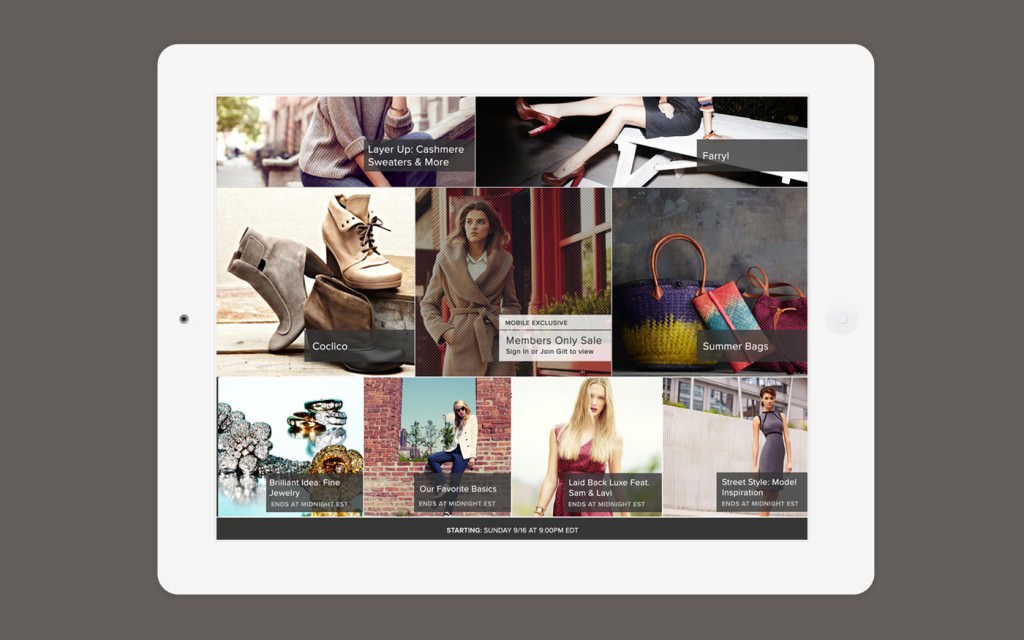 Layer Up: Cashmere
Sweaters & More
Farryl
Coclico
MOBILE EXCLUSIVE
Members Only Sale
Sign In or Join Gilt to view
Summer Bags
Brilliant Idea: Fine
Jewelry
ENDS AT MIDNIGHT EST
Our Favorite Basics
ENDS AT MIDNIGHT EST
Laid Back Luxe Feat.
Sam & Lavi
ENDS AT MIDNIGHT EST
Street Style: Model
Inspiration
ENDS AT MIDNIGHT EST
STARTING: SUNDAY 9/16 AT 9:00PM EDT